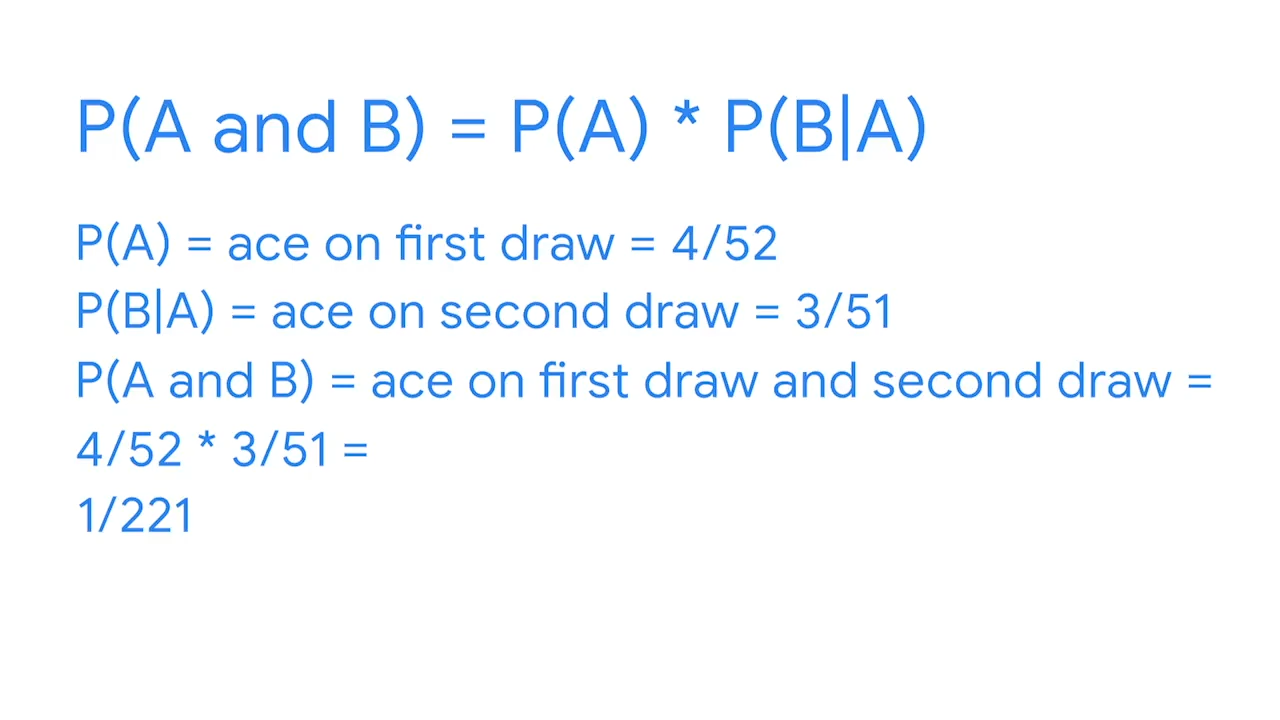 P(A and B) = P(A) * P(B|A)
P(A) = ace on first draw = 4/52
P(B|A) = ace on second draw = 3/51
P(A and B) = ace on first draw and second draw =
4/52 * 3/51 =
1/221